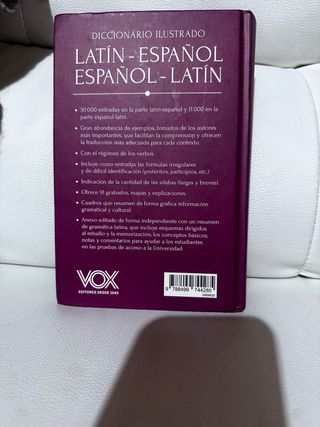 DICCIONARIO ILUSTRADO
LATÍN - ESPAÑOL
ESPAÑOL - LATÍN
• 30 000 entradas en la parte latín-español y 11 000 en la
parte español-latín.
• Gran abundancia de ejemplos, tomados de los autores
más importantes, que facilitan la comprensión y ofrecen
la traducción más adecuada para cada contexto.
• Con el régimen de los verbos.
• Incluye como entradas las fórmulas irregulares
y de difícil identificación (pretéritos, participios, etc.)
• Indicación de la cantidad de las sílabas (largas y breves).
• Ofrece 91 grabados, mapas y explicaciones.
• Cuadros que resumen de forma gráfica información
gramatical y cultural.
• Anexo editado de forma independiente con un resumen
de gramática latina, que incluye esquemas dirigidos
al estudio y la memorización, los conceptos básicos,
notas y comentarios para ayudar a los estudiantes
en las pruebas de acceso a la Universidad.
VOX
EDITORES DESDE 1945
9 788499 744285
2409433